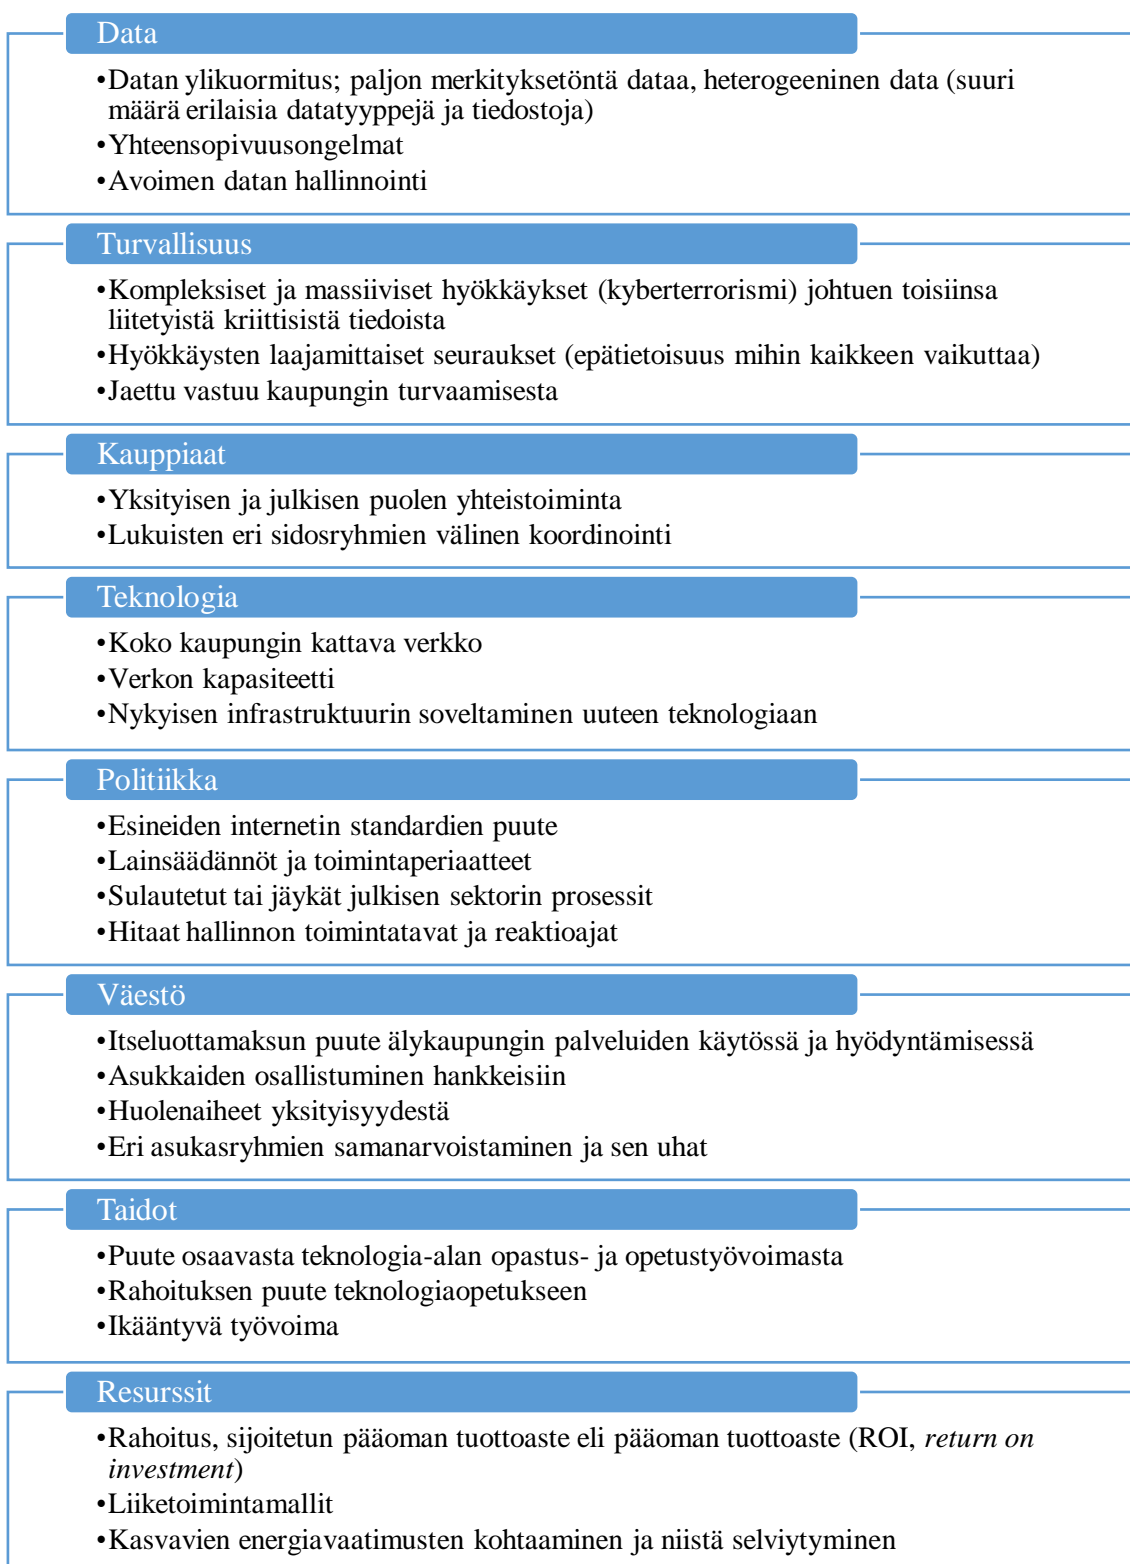 Data
•Datan ylikuormitus; paljon merkityksetöntä dataa, heterogeeninen data (suuri
määrä erilaisia datatyyppejä ja tiedostoja)
•Yhteensopivuusongelmat
•Avoimen datan hallinnointi
Turvallisuus
•Kompleksiset ja massiiviset hyökkäykset (kyberterrorismi) johtuen toisiinsa
liitetyistä kriittisistä tiedoista
•Hyökkäysten laajamittaiset seuraukset (epätietoisuus mihin kaikkeen vaikuttaa)
•Jaettu vastuu kaupungin turvaamisesta
Kauppiaat
•Yksityisen ja julkisen puolen yhteistoiminta
•Lukuisten eri sidosryhmien välinen koordinointi
Teknologia
•Koko kaupungin kattava verkko
•Verkon kapasiteetti
•Nykyisen infrastruktuurin soveltaminen uuteen teknologiaan
Politiikka
•Esineiden internetin standardien puute
•Lainsäädännöt ja toimintaperiaatteet
•Sulautetut tai jäykät julkisen sektorin prosessit
•Hitaat hallinnon toimintatavat ja reaktioajat
Väestö
•Itseluottamaksun puute älykaupungin palveluiden käytössä ja hyödyntämisessä
•Asukkaiden osallistuminen hankkeisiin
•Huolenaiheet yksityisyydestä
•Eri asukasryhmien samanarvoistaminen ja sen uhat
Taidot
•Puute osaavasta teknologia-alan opastus- ja opetustyövoimasta
•Rahoituksen puute teknologiaopetukseen
•Ikääntyvä työvoima
Resurssit
•Rahoitus, sijoitetun pääoman tuottoaste eli pääoman tuottoaste (ROI, return on
investment)
•Liiketoimintamallit
•Kasvavien energiavaatimusten kohtaaminen ja niistä selviytyminen